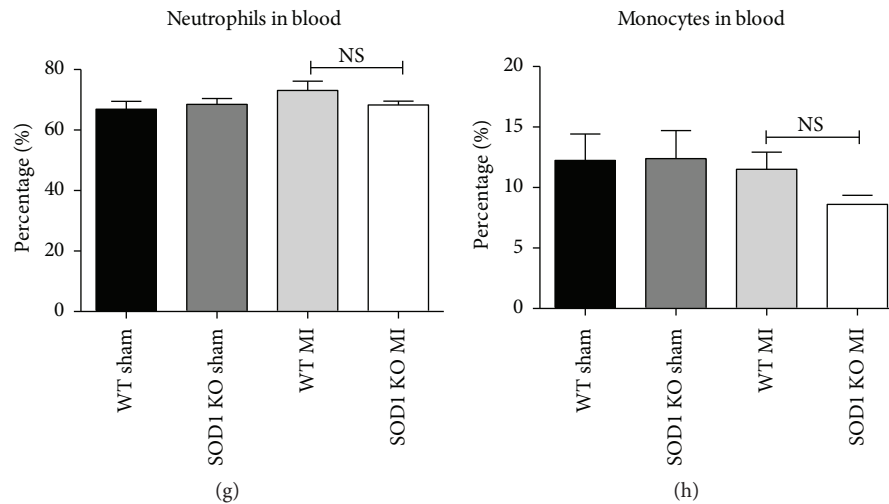 Neutrophils in blood
NS
80
60
40
20
0
Percentage (%)
WT sham
SOD1 KO sham
WT MI
SOD1 KO MI
(g)
Monocytes in blood
NS
20
15
10
5
0
Percentage (%)
WT sham
SOD1 KO sham
WT MI
SOD1 KO MI
(h)